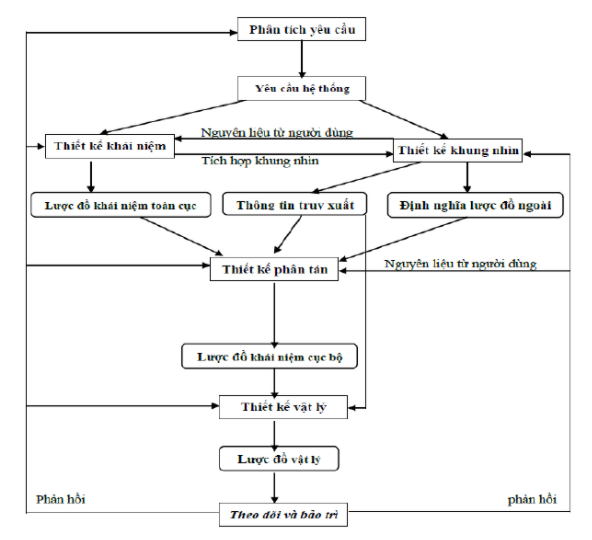 Phân tích yêu cầu
Yêu cầu hệ thống
Nguyên liệu từ người dùng
Thiết kế khái niệm
Thiết kế khung nhìn
Tích hợp khung nhìn
Lược đồ khái niệm toàn cục
Thông tin truy xuất
Định nghĩa lược đồ ngoài
Thiết kế phân tán
Nguyên liệu từ người dùng
Lược đồ khái niệm cục bộ
Thiết kế vật lý
Lược đồ vật lý
Phản hồi
phản hồi
Theo dõi và bão trì